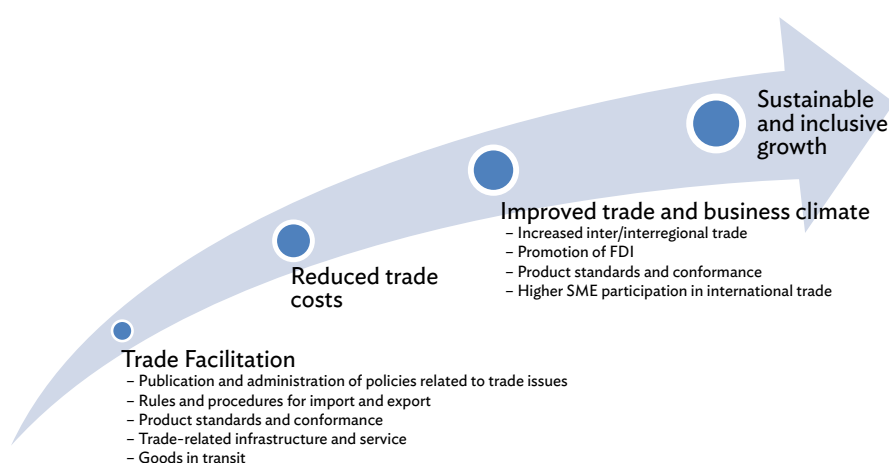 Sustainable
and inclusive
growth
Improved trade and business climate
– Increased inter/interregional trade
– Promotion of FDI
– Product standards and conformance
– Higher SME participation in international trade
Reduced trade
costs
Trade Facilitation
– Publication and administration of policies related to trade issues
– Rules and procedures for import and export
– Product standards and conformance
– Trade-related infrastructure and service
– Goods in transit